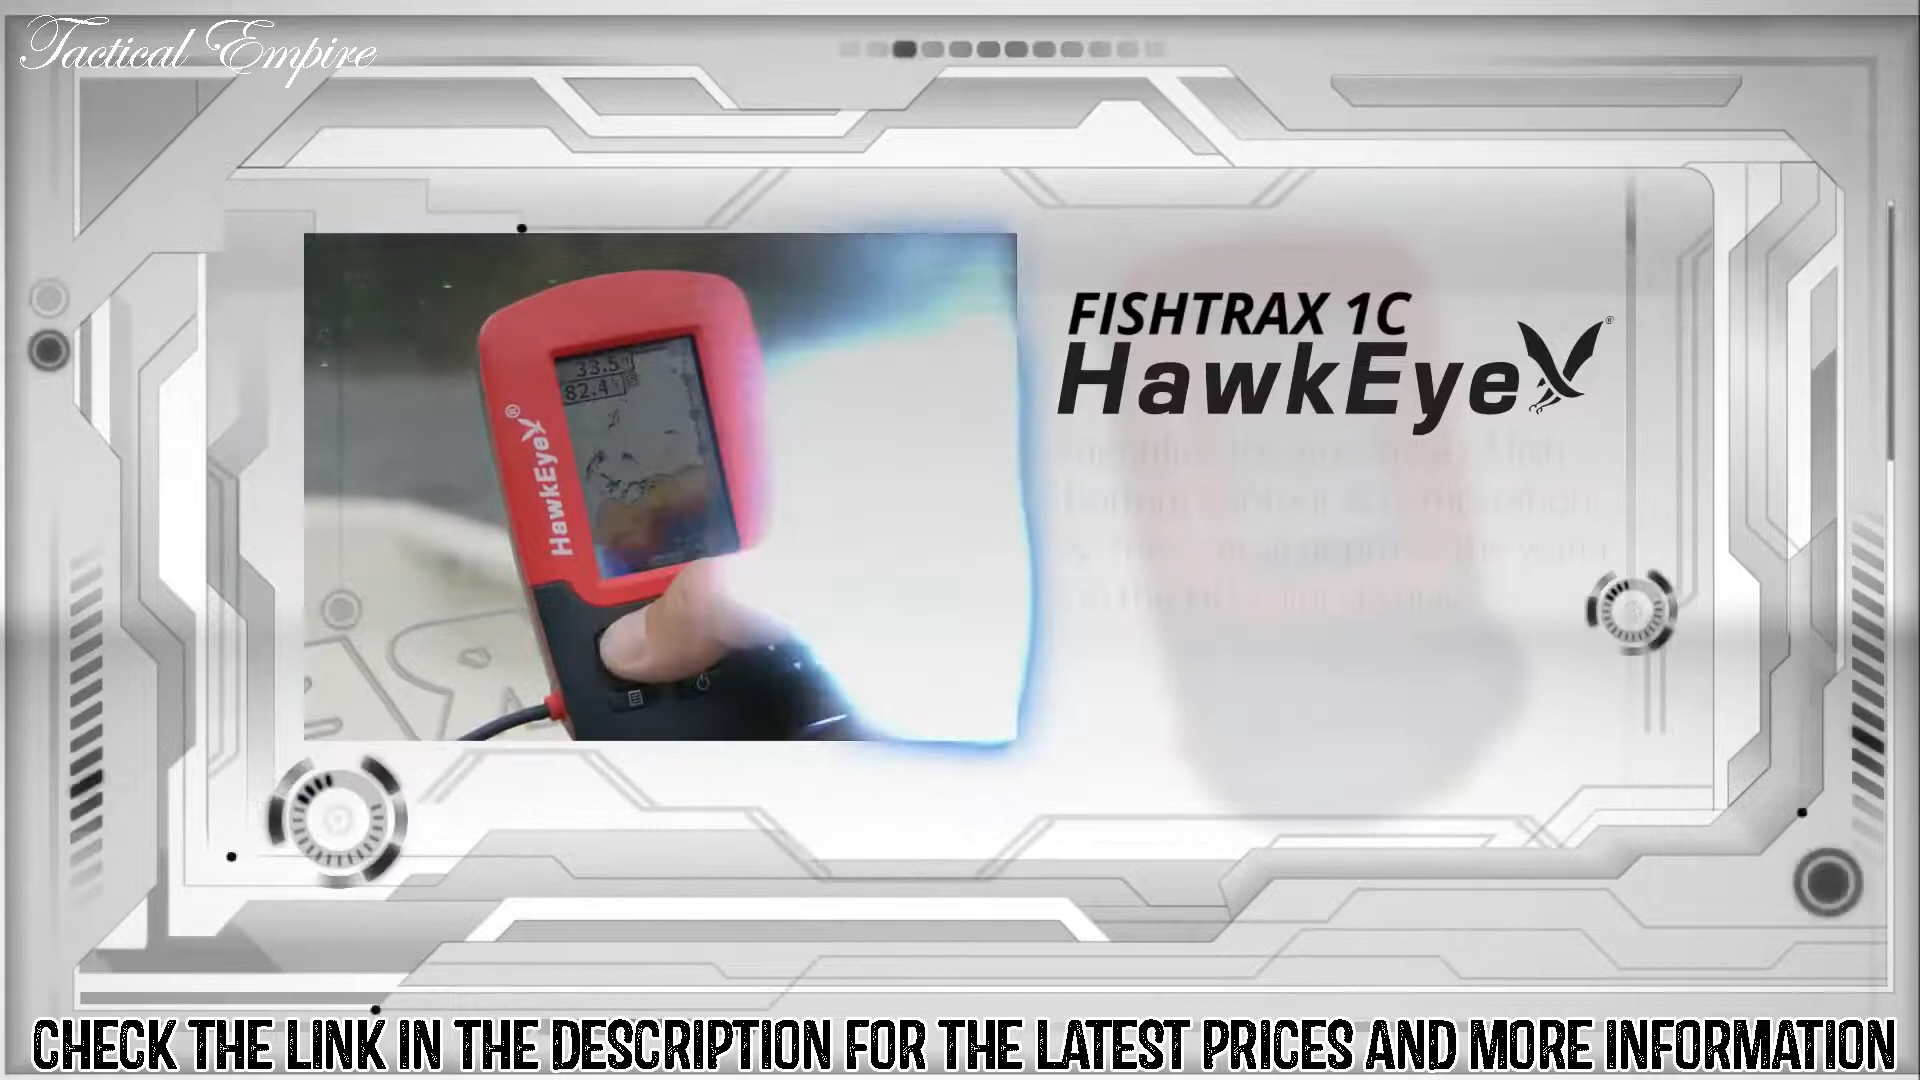 Tactical Empire
FISHTRAX 1C
HawkEye®
33.5
82.4
HawkEye®
CHECK THE LINK IN THE DESCRIPTION FOR THE LATEST PRICES AND MORE INFORMATION